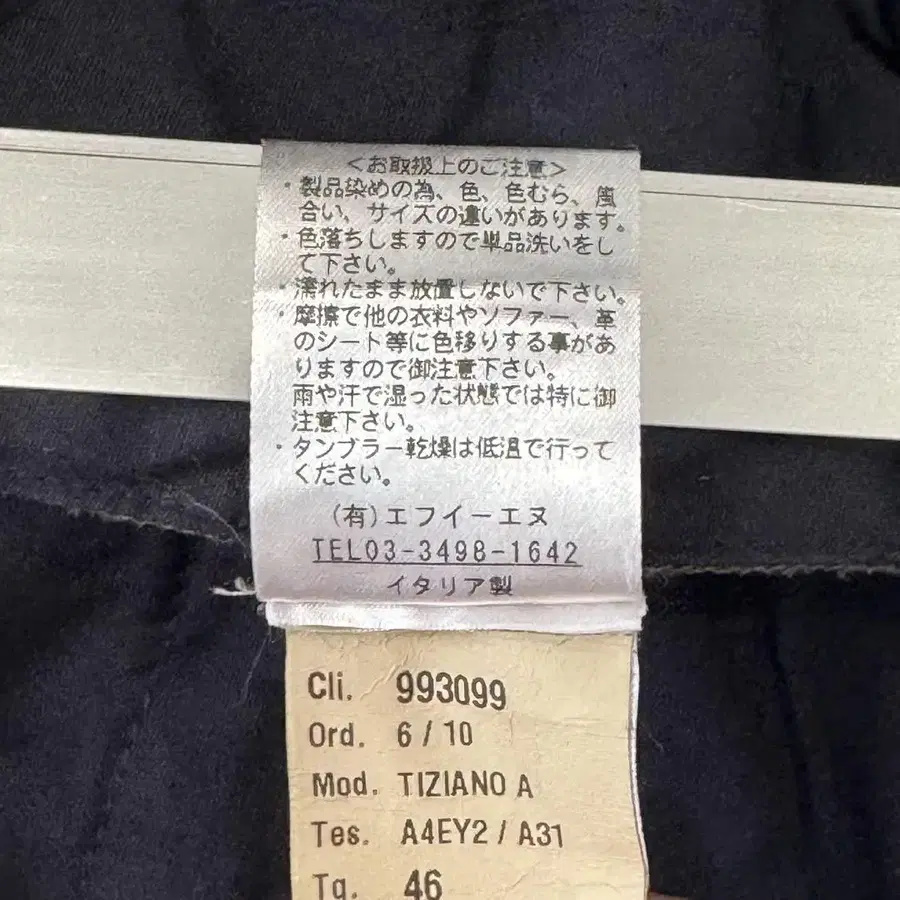 ＜お取扱上のご注意＞
・製品染めの為、色、色むら、風
合い、サイズの違いがあります。
・色落ちしますので単品洗いをし
て下さい。
・濡れたまま放置しないで下さい。
・摩擦で他の衣料やソファー、革
のシート等に色移りする事があ
りますので御注意下さい。
雨や汗で湿った状態では特に御
注意下さい。
・タンブラー乾燥は低温で行って
ください。
(有)エフイーエヌ
TEL03-3498-1642
イタリア製
Cli. 993099
Ord. 6 / 10
Mod. TIZIANO A
Tes. A4EY2 / A31
Tg. 46